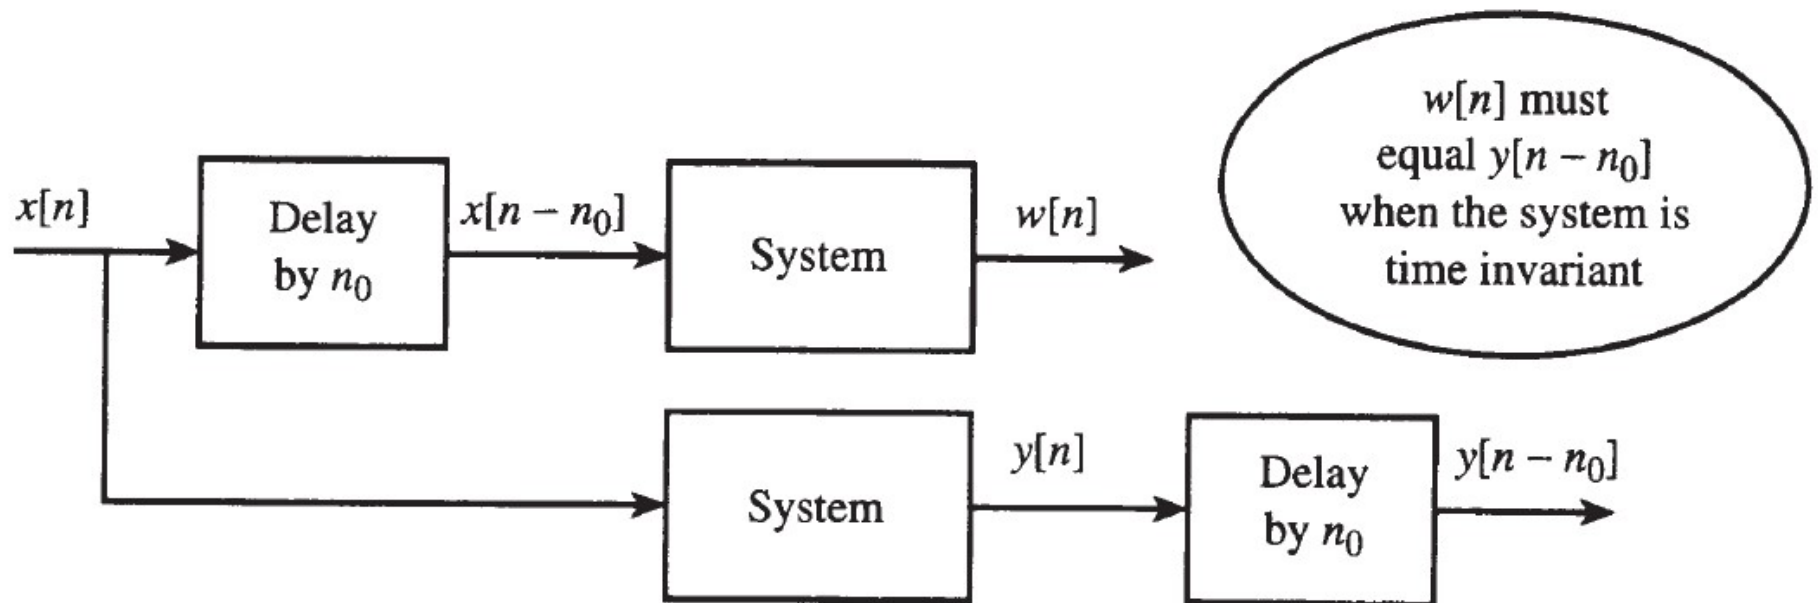 x[n]
Delay
by n₀
x[n − n₀]
System
w[n]
w[n] must
equal y[n − n₀]
when the system is
time invariant
System
y[n]
Delay
by n₀
y[n − n₀]